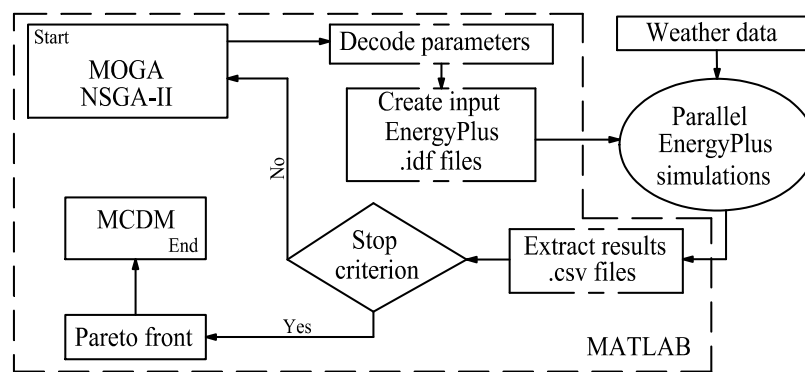 Start
MOGA
NSGA-II
Decode parameters
Create input
EnergyPlus
.idf files
Weather data
Parallel
EnergyPlus
simulations
Extract results
.csv files
Stop
criterion
No
Yes
Pareto front
MCDM
End
MATLAB